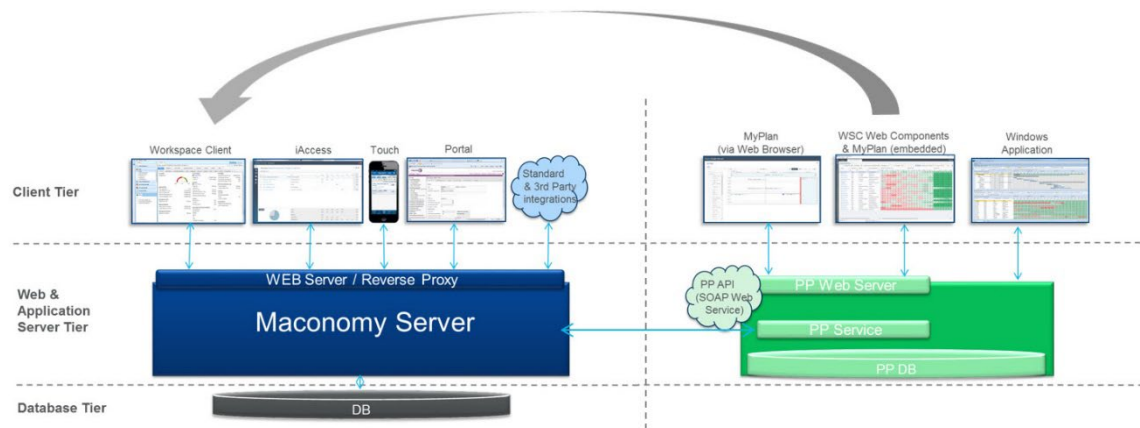 Workspace Client
iAccess
Touch
Portal
MyPlan
(via Web Browser)
WSC Web Components
& MyPlan (embedded)
Windows
Application
Client Tier
Standard
& 3rd Party
integrations
Web &
Application
Server Tier
WEB Server / Reverse Proxy
Maconomy Server
PP API
(SOAP Web
Service)
PP Web Server
PP Service
PP DB
Database Tier
DB